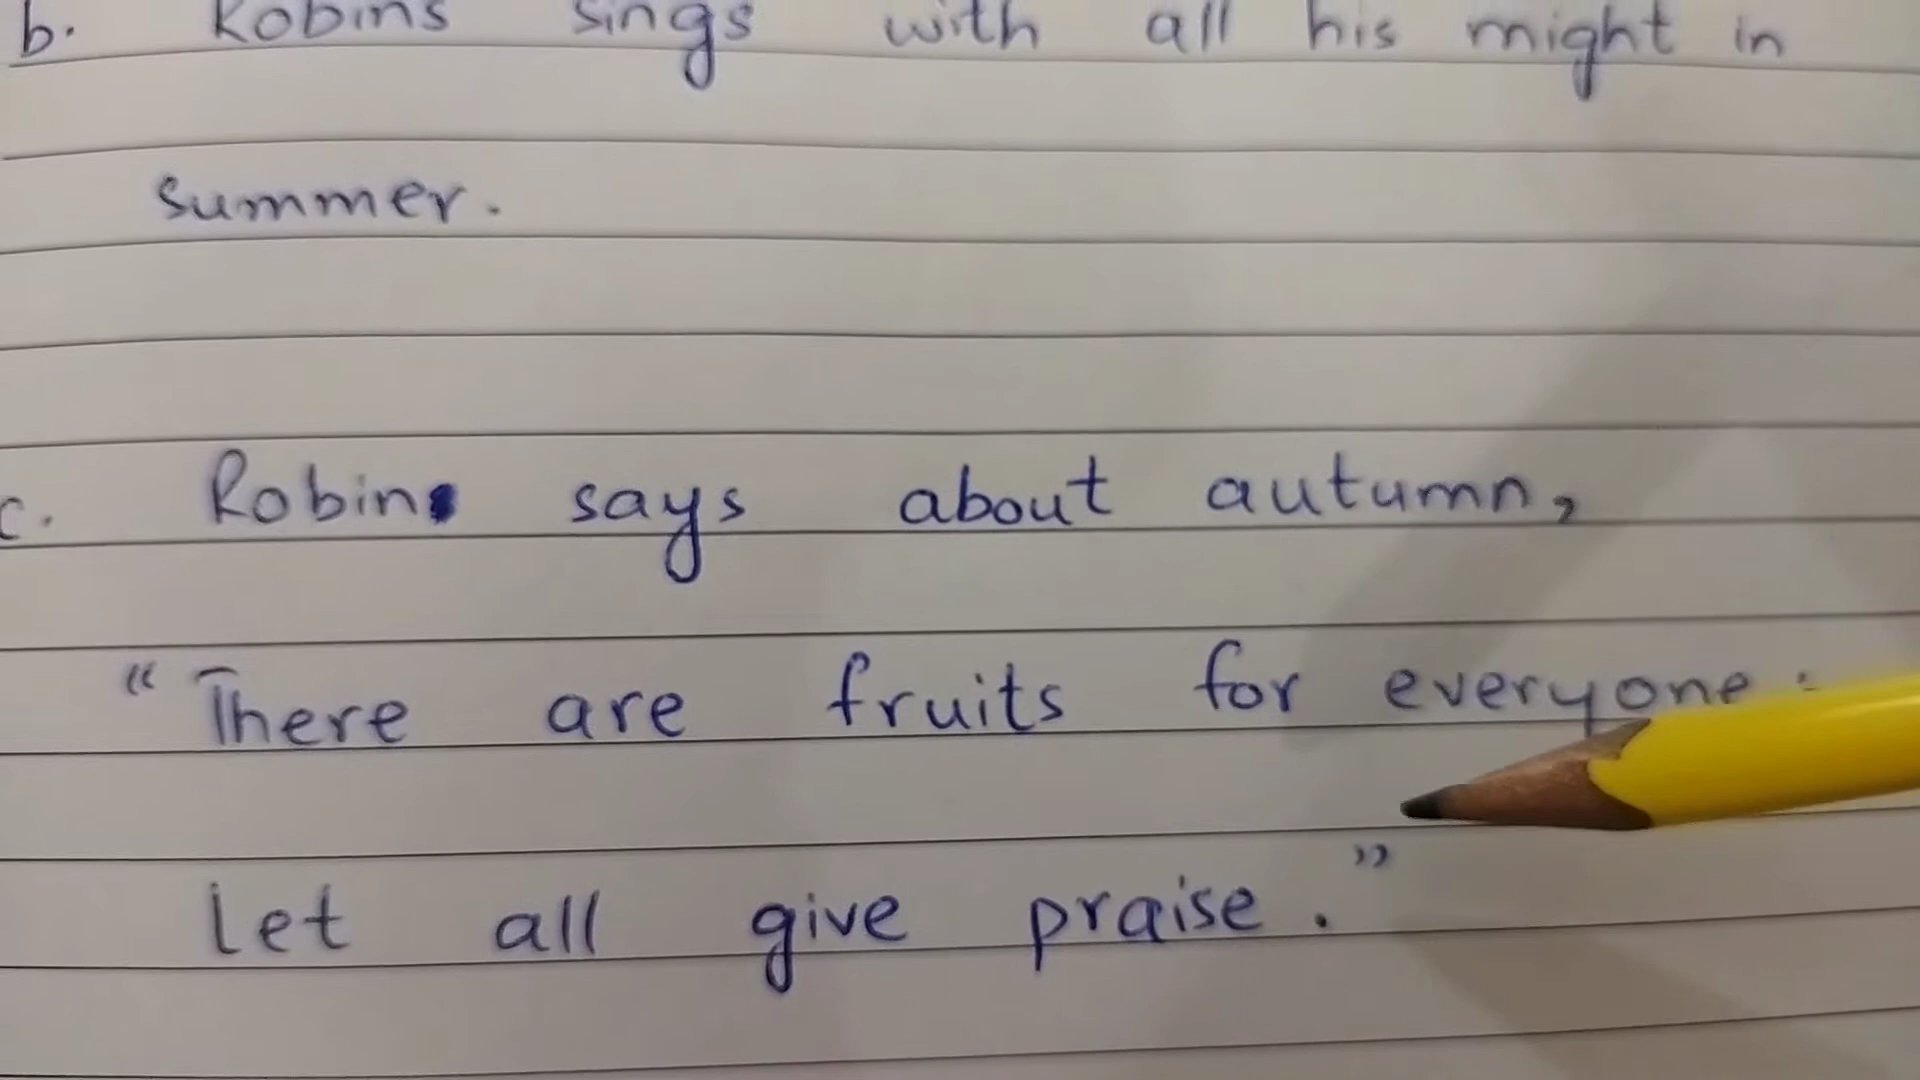 b. Robins sings with all his might in
summer.
c. Robin says about autumn,
“There are fruits for everyone.
Let all give praise.”